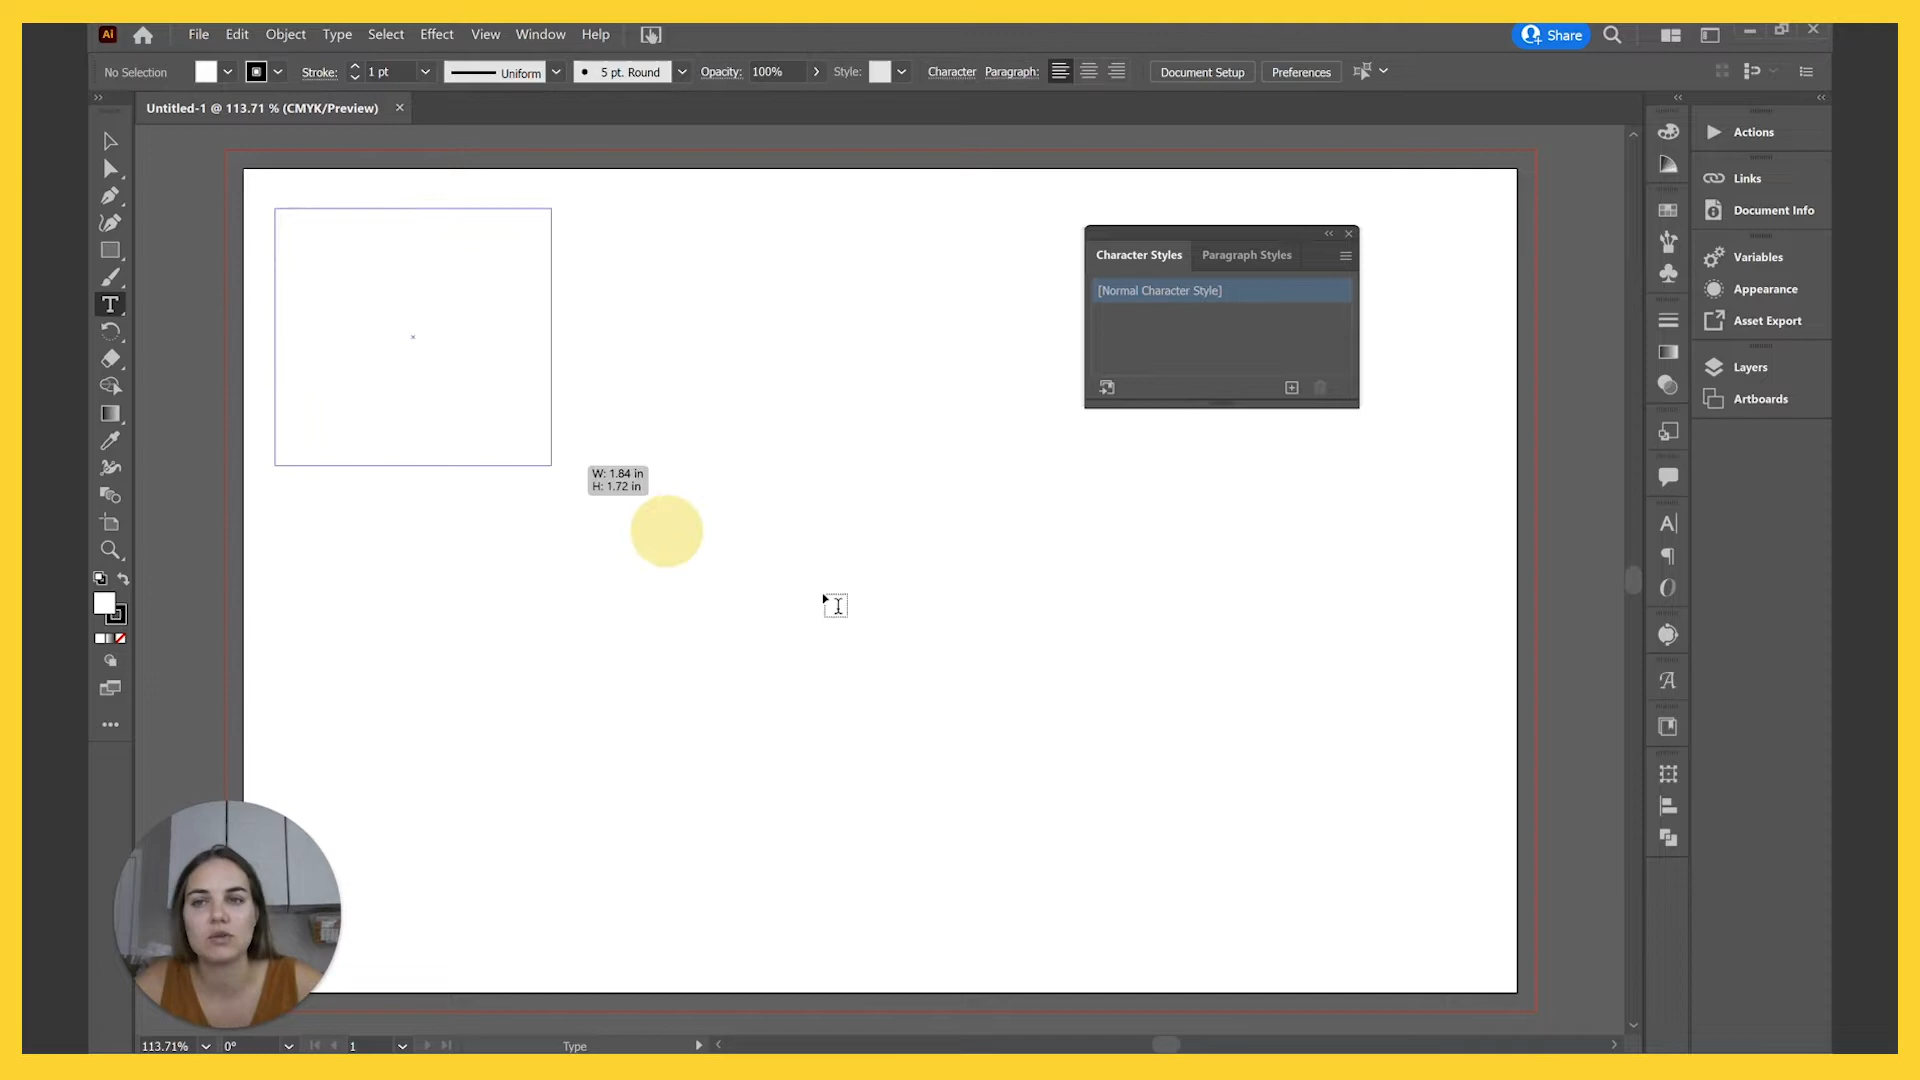 Ai File Edit Object Type Select Effect View Window Help Share
No Selection Stroke: 1 pt Uniform 5 pt. Round Opacity: 100% Style: Character Paragraph: Document Setup Preferences
Untitled-1 @ 113.71 % (CMYK/Preview)
Actions
Links
Document Info
Variables
Appearance
Asset Export
Layers
Artboards
Character Styles Paragraph Styles
[Normal Character Style]
W: 1.84 in
H: 1.72 in
113.71% 0° 1 Type